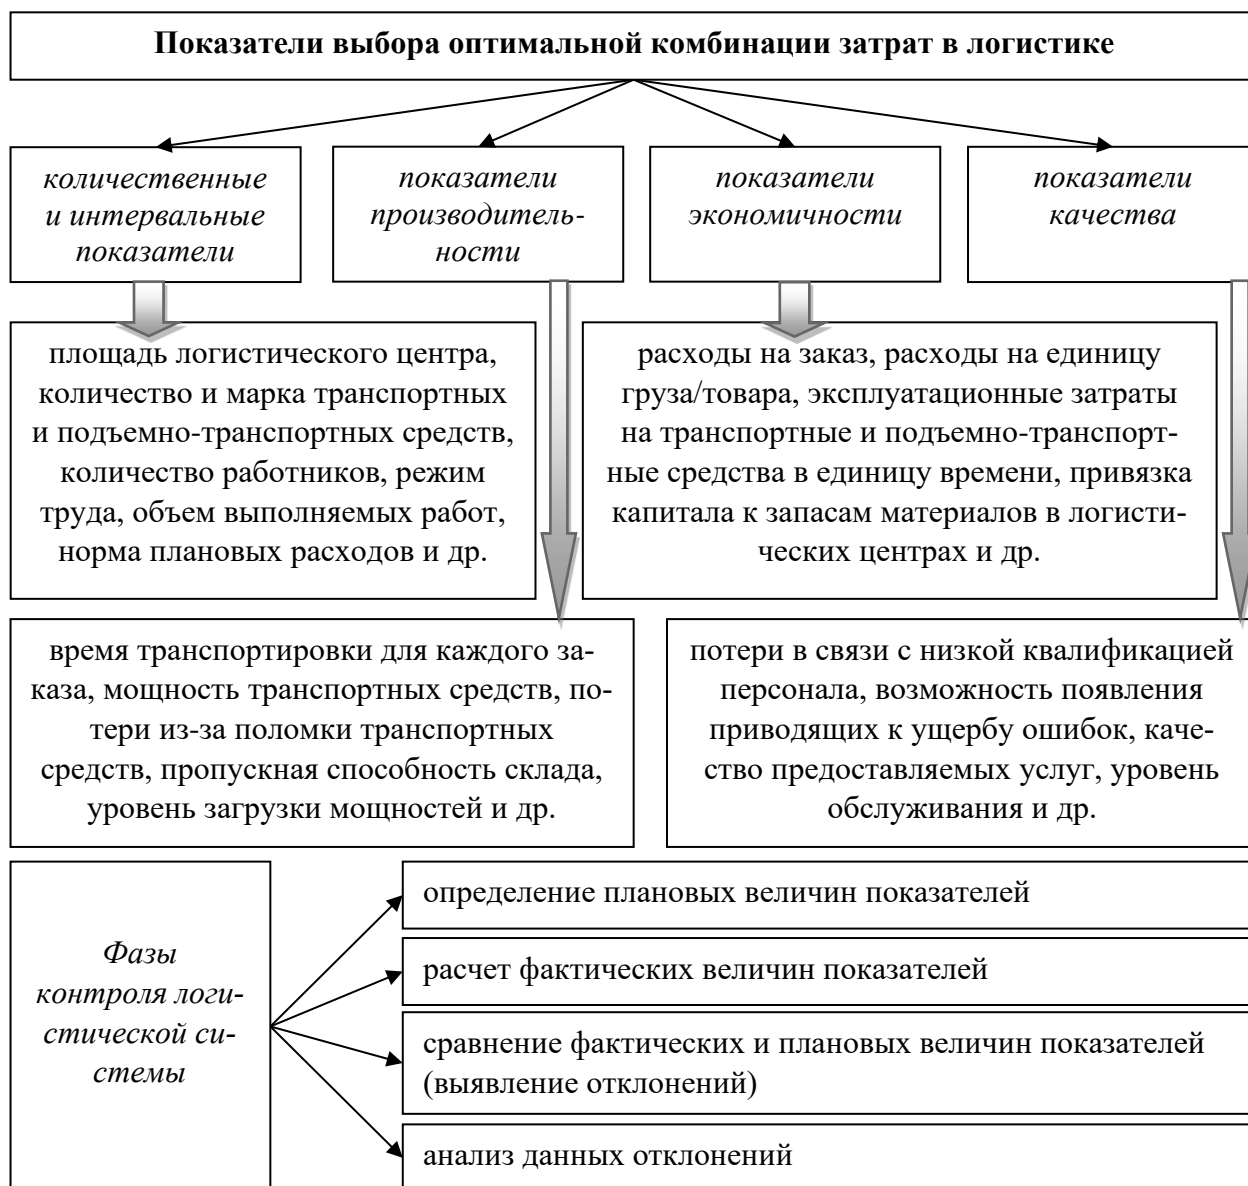 Показатели выбора оптимальной комбинации затрат в логистике
количественные
и интервальные
показатели
показатели
производитель-
ности
показатели
экономичности
показатели
качества
площадь логистического центра,
количество и марка транспортных
и подъемно-транспортных средств,
количество работников, режим
труда, объем выполняемых работ,
норма плановых расходов и др.
расходы на заказ, расходы на единицу
груза/товара, эксплуатационные затраты
на транспортные и подъемно-транспорт-
ные средства в единицу времени, привязка
капитала к запасам материалов в логисти-
ческих центрах и др.
время транспортировки для каждого за-
каза, мощность транспортных средств, по-
тери из-за поломки транспортных
средств, пропускная способность склада,
уровень загрузки мощностей и др.
потери в связи с низкой квалификацией
персонала, возможность появления
приводящих к ущербу ошибок, каче-
ство предоставляемых услуг, уровень
обслуживания и др.
Фазы
контроля логи-
стической си-
стемы
определение плановых величин показателей
расчет фактических величин показателей
сравнение фактических и плановых величин показателей
(выявление отклонений)
анализ данных отклонений